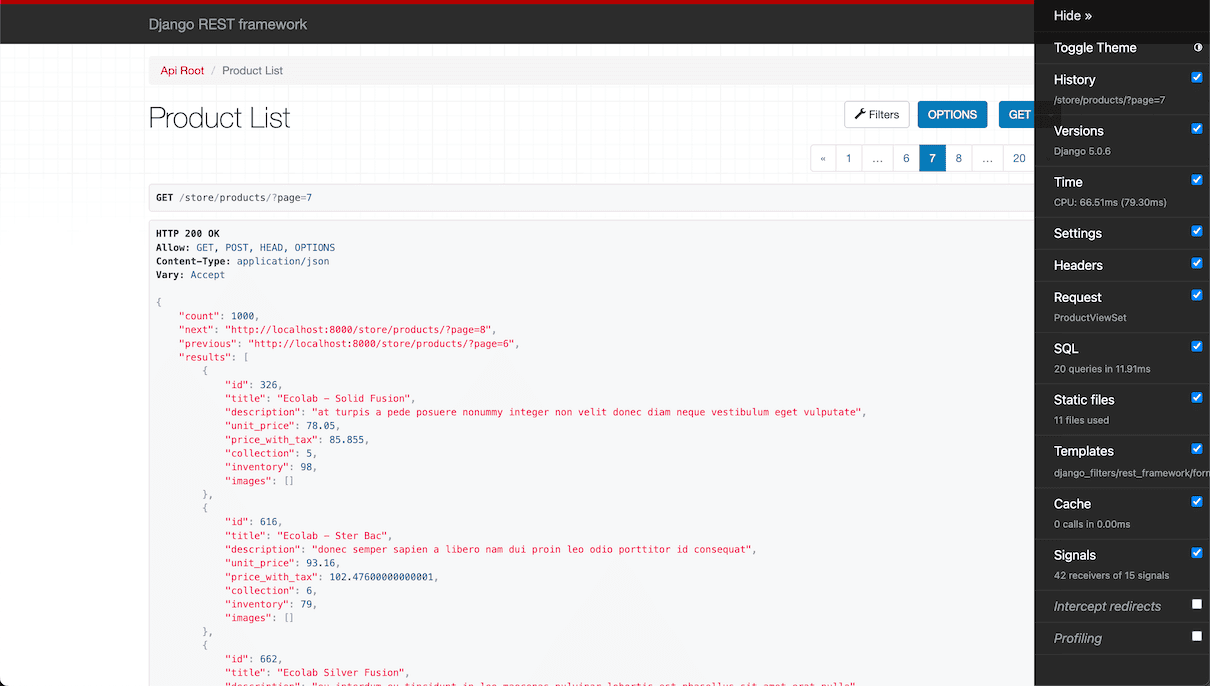 Django REST framework
Api Root / Product List
Product List
Filters
OPTIONS
GET
« 1 … 6 7 8 … 20
GET /store/products/?page=7
HTTP 200 OK
Allow: GET, POST, HEAD, OPTIONS
Content-Type: application/json
Vary: Accept
{
"count": 1000,
"next": "http://localhost:8000/store/products/?page=8",
"previous": "http://localhost:8000/store/products/?page=6",
"results": [
{
"id": 326,
"title": "Ecolab - Solid Fusion",
"description": "at turpis a pede posuere nonummy integer non velit donec diam neque vestibulum eget vulputate",
"unit_price": 78.05,
"price_with_tax": 85.855,
"collection": 5,
"inventory": 98,
"images": []
},
{
"id": 616,
"title": "Ecolab - Ster Bac",
"description": "donec semper sapien a libero nam dui proin leo odio porttitor id consequat",
"unit_price": 93.16,
"price_with_tax": 102.47600000000001,
"collection": 6,
"inventory": 79,
"images": []
},
{
"id": 662,
"title": "Ecolab Silver Fusion",
Hide »
Toggle Theme
History
/store/products/?page=7
Versions
Django 5.0.6
Time
CPU: 66.51ms (79.30ms)
Settings
Headers
Request
ProductViewSet
SQL
20 queries in 11.91ms
Static files
11 files used
Templates
django_filters/rest_framework/forn
Cache
0 calls in 0.00ms
Signals
42 receivers of 15 signals
Intercept redirects
Profiling